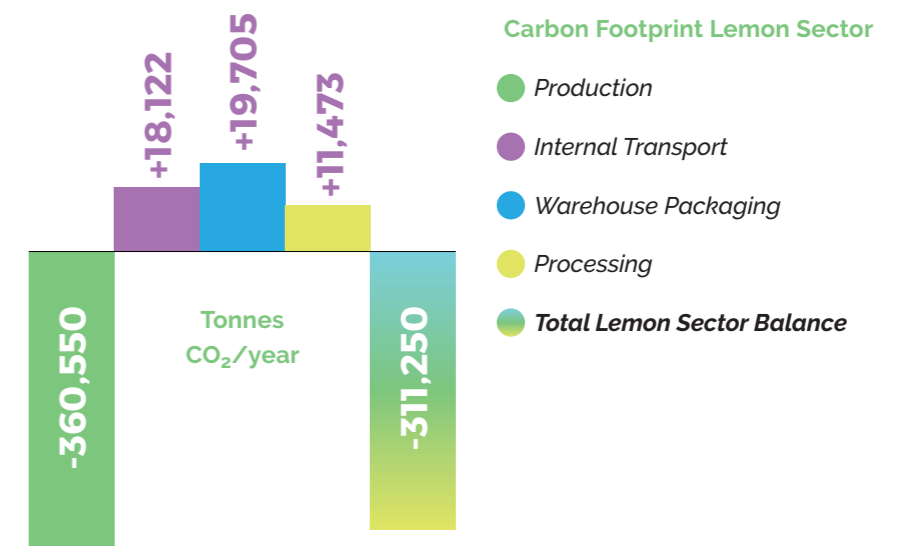 +18,122
+19,705
+11,473
-360,550
-311,250
Tonnes
CO₂/year
Carbon Footprint Lemon Sector
Production
Internal Transport
Warehouse Packaging
Processing
Total Lemon Sector Balance